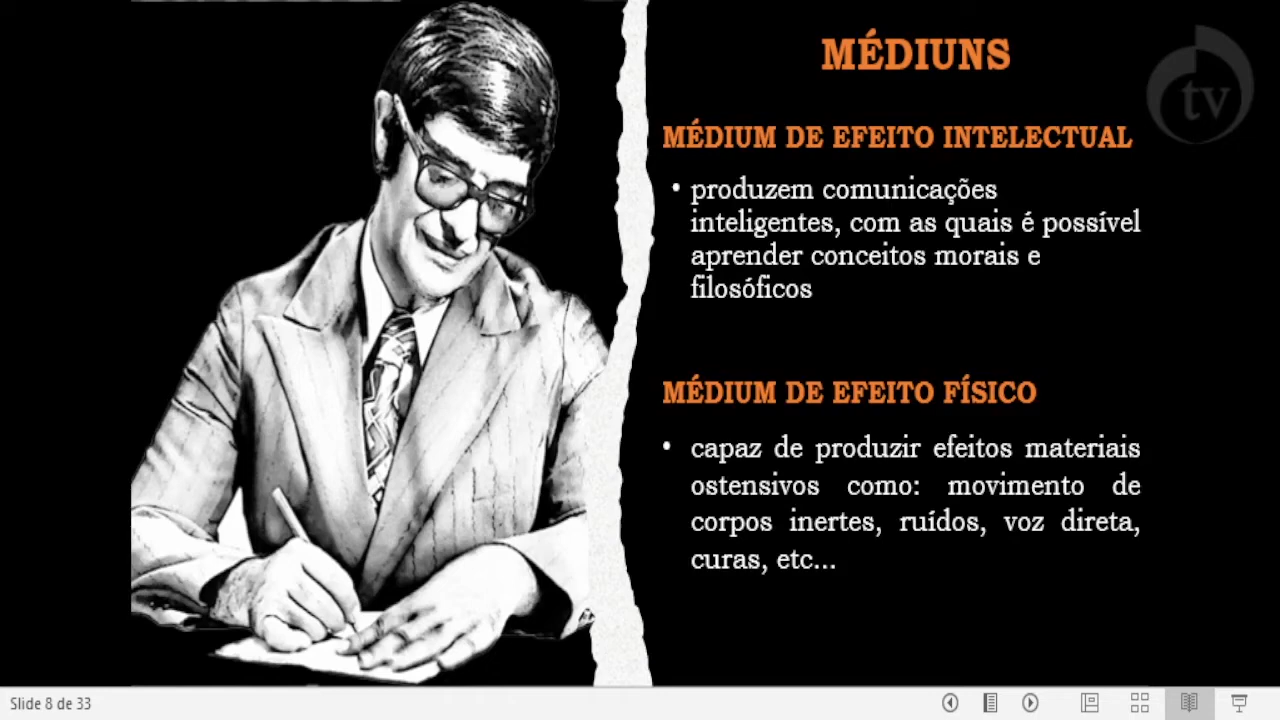 MÉDIUNS
tv
MÉDIUM DE EFEITO INTELECTUAL
• produzem comunicações
inteligentes, com as quais é possível
aprender conceitos morais e
filosóficos
MÉDIUM DE EFEITO FÍSICO
• capaz de produzir efeitos materiais
ostensivos como: movimento de
corpos inertes, ruídos, voz direta,
curas, etc...
Slide 8 de 33